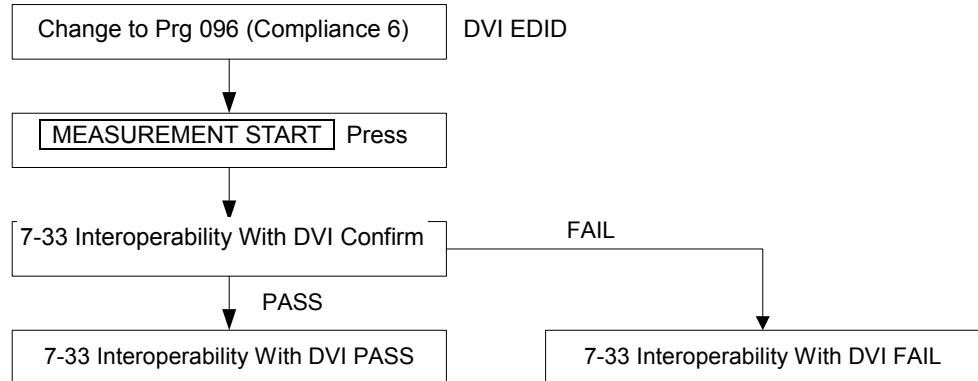 Change to Prg 096 (Compliance 6)
DVI EDID
MEASUREMENT START Press
7-33 Interoperability With DVI Confirm
FAIL
PASS
7-33 Interoperability With DVI PASS
7-33 Interoperability With DVI FAIL